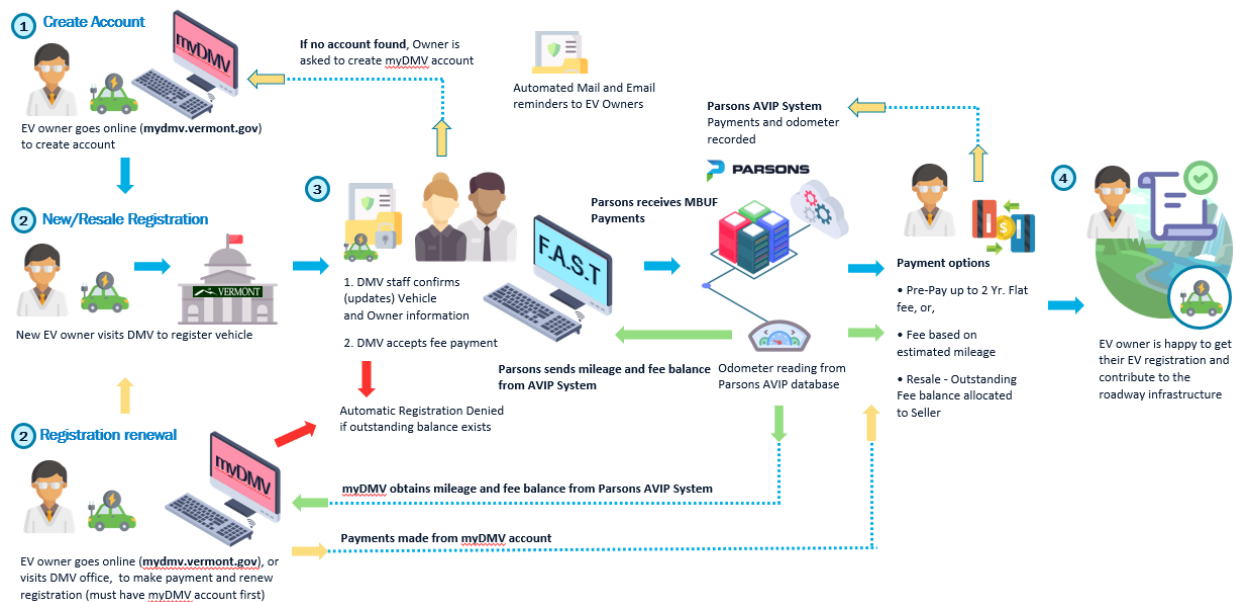 1 Create Account
myDMV
EV owner goes online (mydmv.vermont.gov)
to create account
If no account found, Owner is
asked to create myDMV account
Automated Mail and Email
reminders to EV Owners
Parsons AVIP System
Payments and odometer
recorded
2 New/Resale Registration
VERMONT
New EV owner visits DMV to register vehicle
3
1. DMV staff confirms
(updates) Vehicle
and Owner information
2. DMV accepts fee payment
F.A.S.T
Parsons receives MBUF
Payments
PARSONS
Parsons sends mileage and fee balance
from AVIP System
Odometer reading from
Parsons AVIP database
$
Payment options
• Pre-Pay up to 2 Yr. Flat
fee, or,
• Fee based on
estimated mileage
• Resale - Outstanding
Fee balance allocated
to Seller
4
EV owner is happy to get
their EV registration and
contribute to the
roadway infrastructure
Automatic Registration Denied
if outstanding balance exists
2 Registration renewal
myDMV
EV owner goes online (mydmv.vermont.gov), or
visits DMV office, to make payment and renew
registration (must have myDMV account first)
myDMV obtains mileage and fee balance from Parsons AVIP System
Payments made from myDMV account